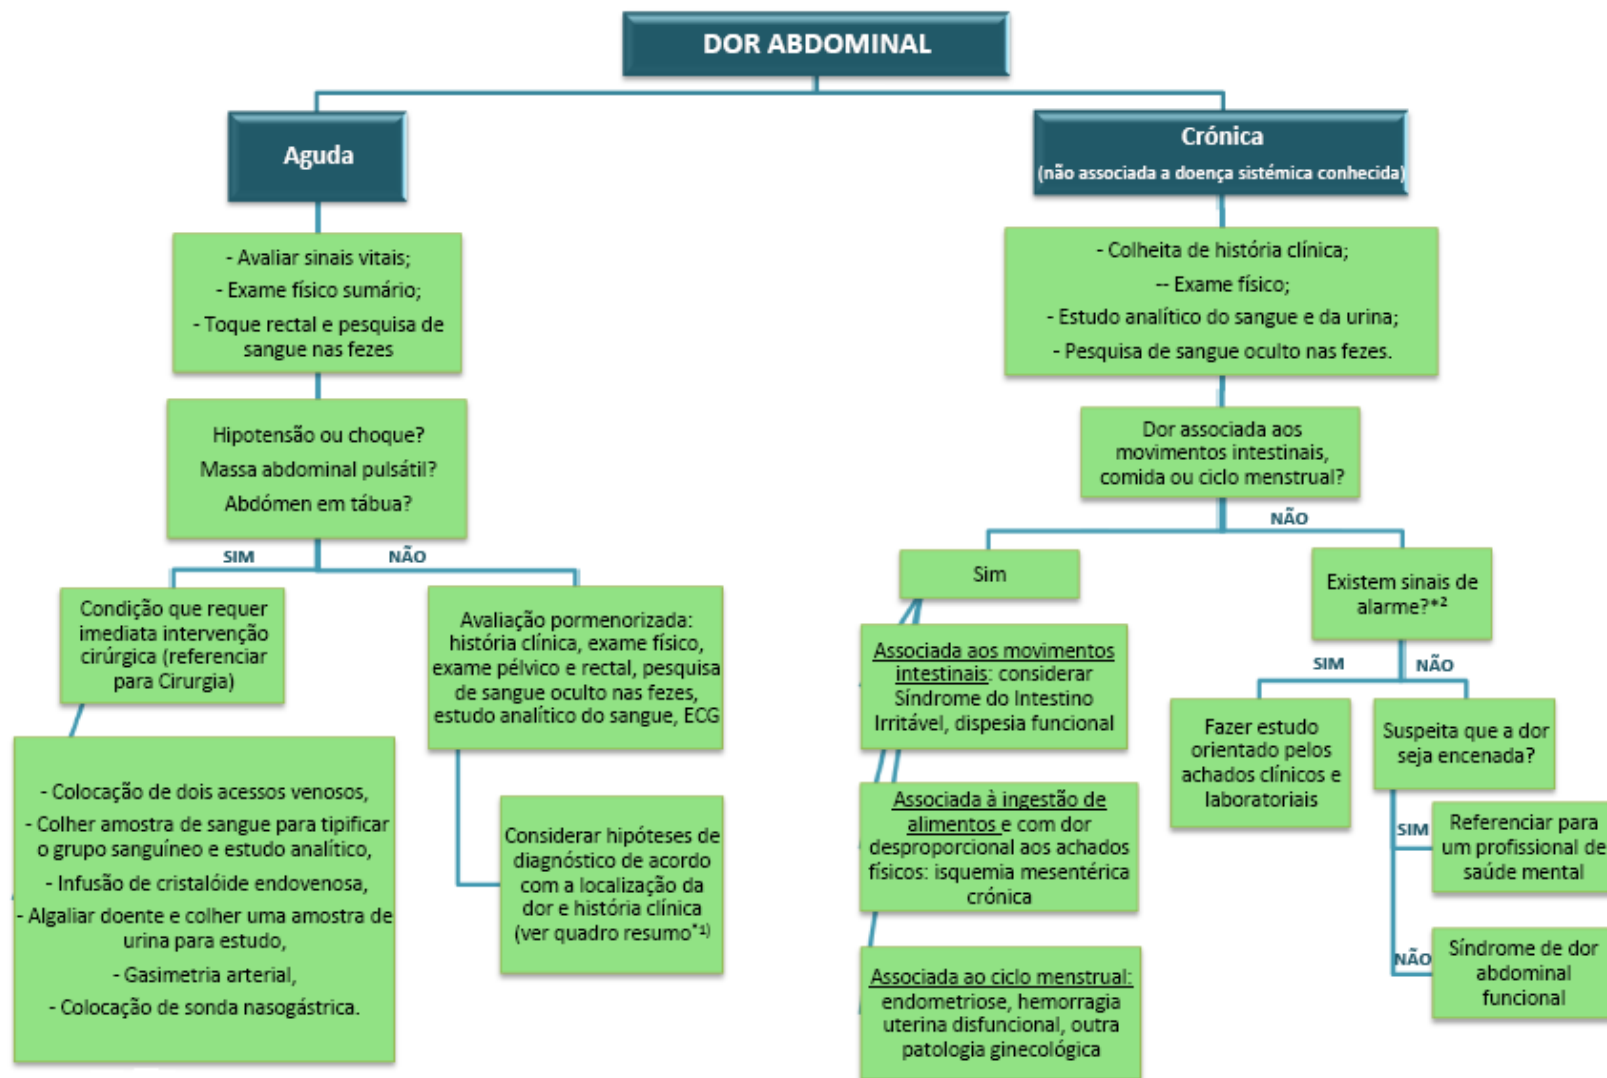 DOR ABDOMINAL
Aguda
- Avaliar sinais vitais;
- Exame físico sumário;
- Toque rectal e pesquisa de
sangue nas fezes
Hipotensão ou choque?
Massa abdominal pulsátil?
Abdómen em tábua?
SIM
NÃO
Condição que requer
imediata intervenção
cirúrgica (referenciar
para Cirurgia)
- Colocação de dois acessos venosos,
- Colher amostra de sangue para tipificar
o grupo sanguíneo e estudo analítico,
- Infusão de cristalóide endovenosa,
- Algaliar doente e colher uma amostra de
urina para estudo,
- Gasimetria arterial,
- Colocação de sonda nasogástrica.
Avaliação pormenorizada:
história clínica, exame físico,
exame pélvico e rectal, pesquisa
de sangue oculto nas fezes,
estudo analítico do sangue, ECG
Considerar hipóteses de
diagnóstico de acordo
com a localização da
dor e história clínica
(ver quadro resumo*1)
Crónica
(não associada a doença sistémica conhecida)
- Colheita de história clínica;
-- Exame físico;
- Estudo analítico do sangue e da urina;
- Pesquisa de sangue oculto nas fezes.
Dor associada aos
movimentos intestinais,
comida ou ciclo menstrual?
NÃO
Sim
Associada aos movimentos
intestinais: considerar
Síndrome do Intestino
Irritável, dispesia funcional
Associada à ingestão de
alimentos e com dor
desproporcional aos achados
físicos: isquemia mesentérica
crónica
Associada ao ciclo menstrual:
endometriose, hemorragia
uterina disfuncional, outra
patologia ginecológica
Existem sinais de
alarme?*2
SIM
NÃO
Fazer estudo
orientado pelos
achados clínicos e
laboratoriais
Suspeita que a dor
seja encenada?
SIM
Referenciar para
um profissional de
saúde mental
NÃO
Síndrome de dor
abdominal
funcional